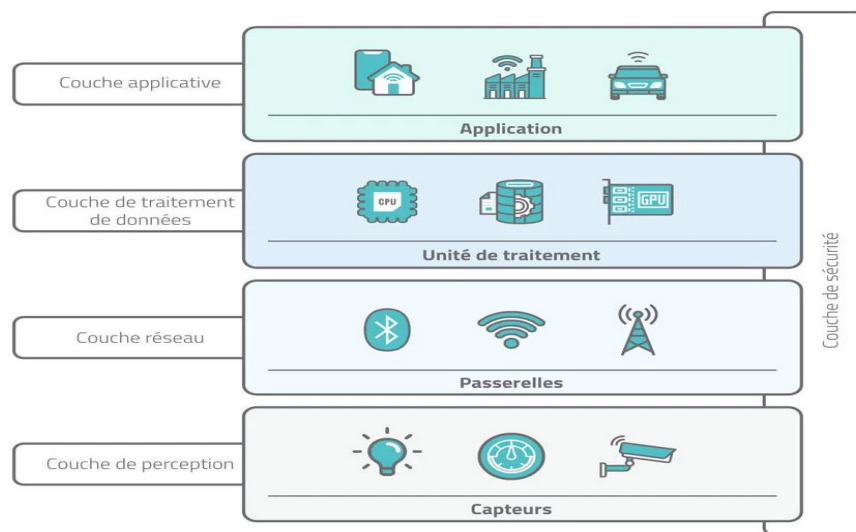 Couche applicative
Application
Couche de traitement
de données
CPU
GPU
Unité de traitement
Couche réseau
Passerelles
Couche de perception
Capteurs
Couche de sécurité